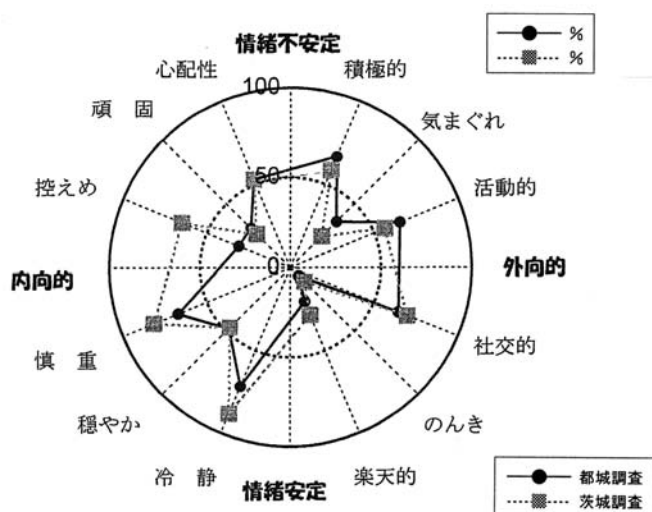 情緒不安定
%
%
心配性
100
積極的
頑 固
気まぐれ
50
控えめ
活動的
内向的
0
外向的
慎 重
社交的
穏やか
のんき
冷 静
情緒安定
楽天的
都城調査
茨城調査